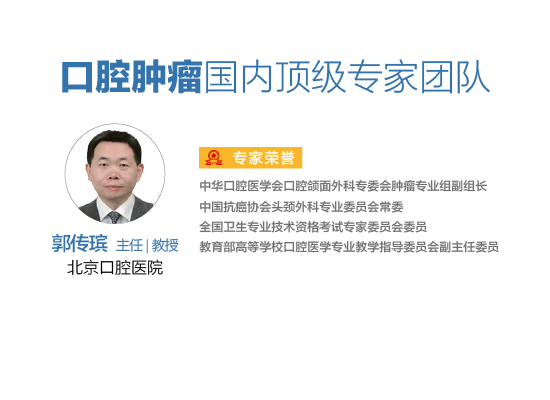 口腔肿瘤国内顶级专家团队
专家荣誉
中华口腔医学会口腔颌面外科专委会肿瘤专业组副组长
中国抗癌协会头颈外科专业委员会常委
全国卫生专业技术资格考试专家委员会委员
教育部高等学校口腔医学专业教学指导委员会副主任委员
郭传瑸 主任|教授
北京口腔医院